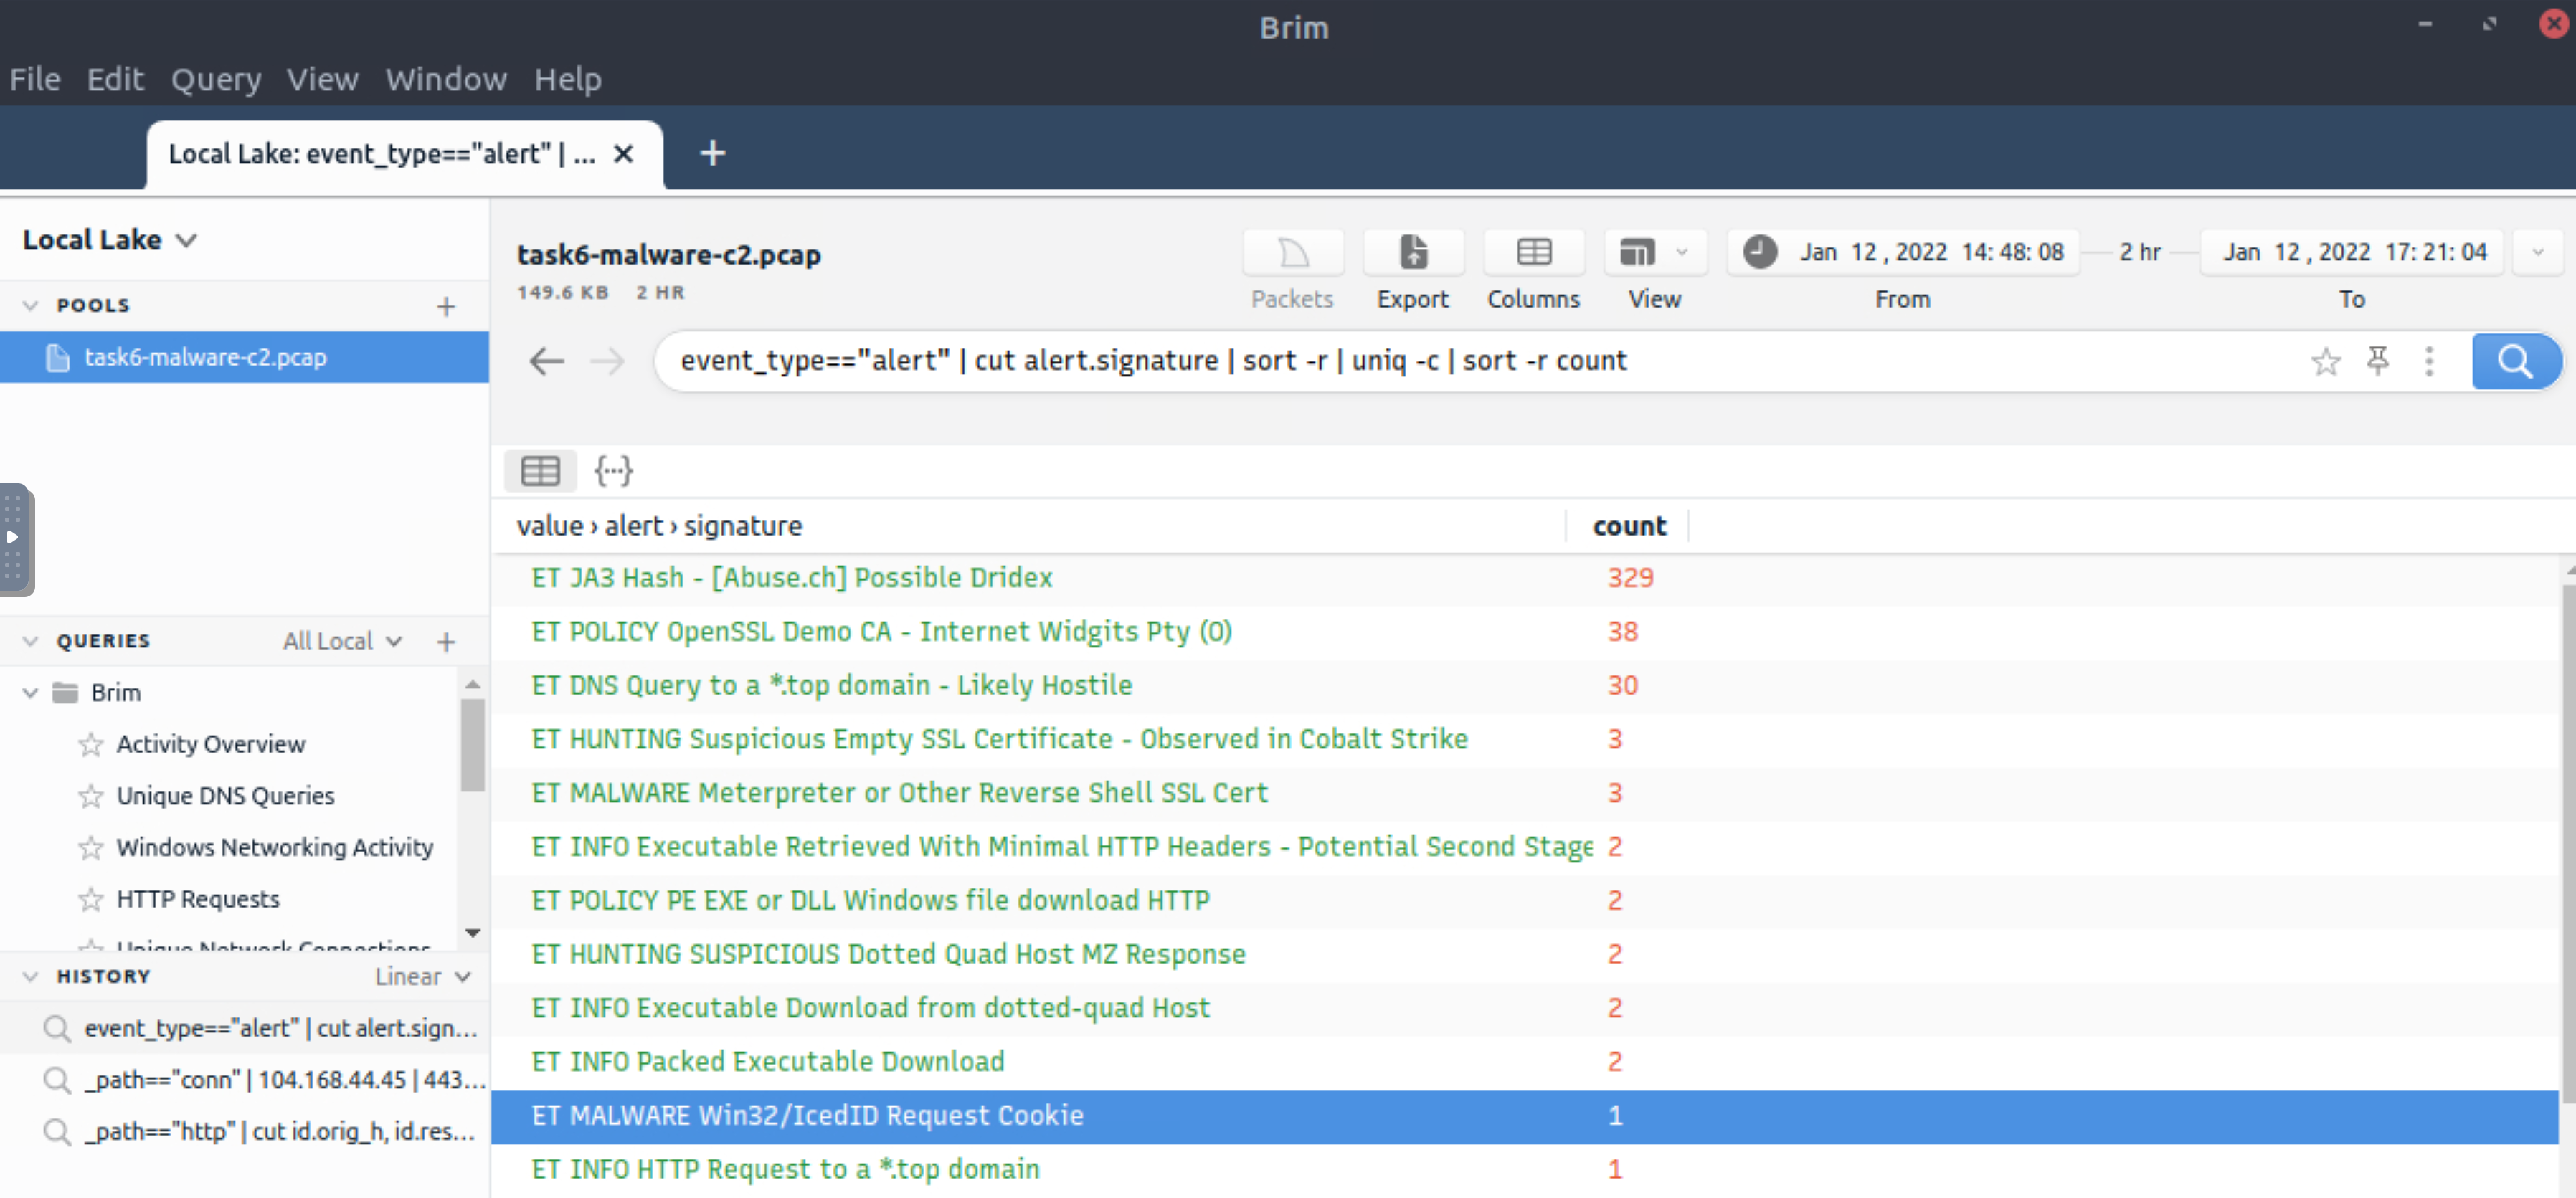 Brim
File Edit Query View Window Help
Local Lake: event_type=="alert" | ...
Local Lake
POOLS
task6-malware-c2.pcap
QUERIES All Local
Brim
Activity Overview
Unique DNS Queries
Windows Networking Activity
HTTP Requests
Unique Network Connections
HISTORY Linear
event_type=="alert" | cut alert.sign...
_path=="conn" | 104.168.44.45 | 443...
_path=="http" | cut id.orig_h, id.res...
task6-malware-c2.pcap
149.6 KB 2 HR
Packets
Export
Columns
View
Jan 12 , 2022 14: 48: 08
From
2 hr
Jan 12 , 2022 17: 21: 04
To
event_type=="alert" | cut alert.signature | sort -r | uniq -c | sort -r count
value › alert › signature count
ET JA3 Hash - [Abuse.ch] Possible Dridex 329
ET POLICY OpenSSL Demo CA - Internet Widgits Pty (O) 38
ET DNS Query to a *.top domain - Likely Hostile 30
ET HUNTING Suspicious Empty SSL Certificate - Observed in Cobalt Strike 3
ET MALWARE Meterpreter or Other Reverse Shell SSL Cert 3
ET INFO Executable Retrieved With Minimal HTTP Headers - Potential Second Stage 2
ET POLICY PE EXE or DLL Windows file download HTTP 2
ET HUNTING SUSPICIOUS Dotted Quad Host MZ Response 2
ET INFO Executable Download from dotted-quad Host 2
ET INFO Packed Executable Download 2
ET MALWARE Win32/IcedID Request Cookie 1
ET INFO HTTP Request to a *.top domain 1